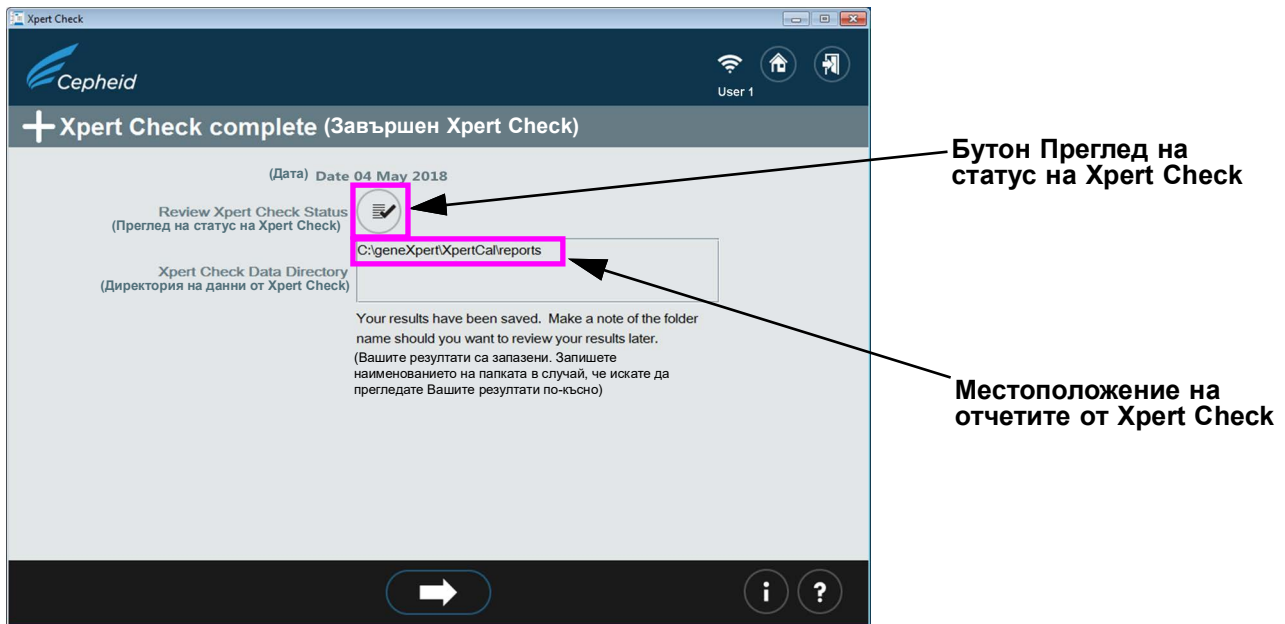 Xpert Check
Cepheid
User 1
Xpert Check complete (Завършен Xpert Check)
(Дата) Date 04 May 2018
Review Xpert Check Status
(Преглед на статус на Xpert Check)
C:\geneXpert\XpertCal\reports
Xpert Check Data Directory
(Директория на данни от Xpert Check)
Your results have been saved. Make a note of the folder
name should you want to review your results later.
(Вашите резултати са запазени. Запишете
наименованието на папката в случай, че искате да
прегледате Вашите резултати по-късно)
Бутон Преглед на
статус на Xpert Check
Местоположение на
отчетите от Xpert Check
i
?